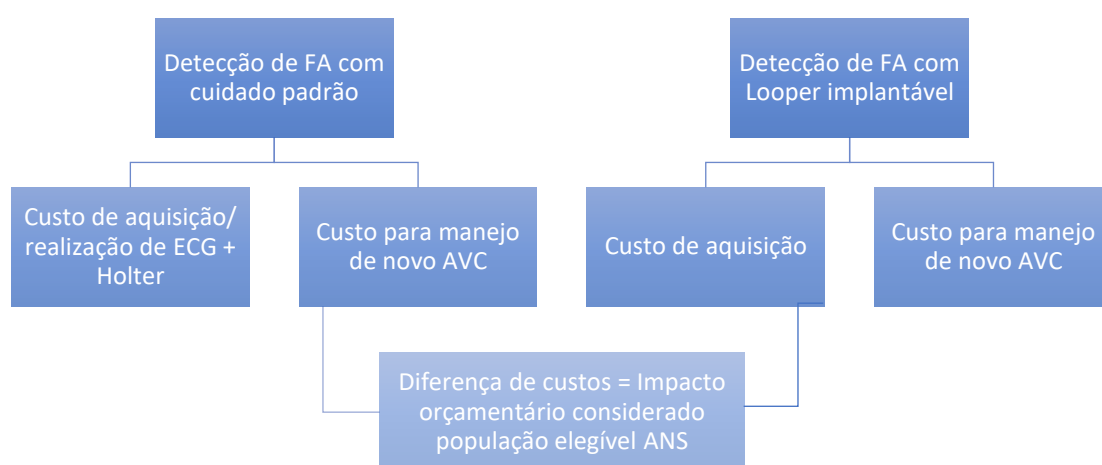 Detecção de FA com
cuidado padrão
Detecção de FA com
Looper implantável
Custo de aquisição/
realização de ECG +
Holter
Custo para manejo
de novo AVC
Custo de aquisição
Custo para manejo
de novo AVC
Diferença de custos = Impacto
orçamentário considerado
população elegível ANS